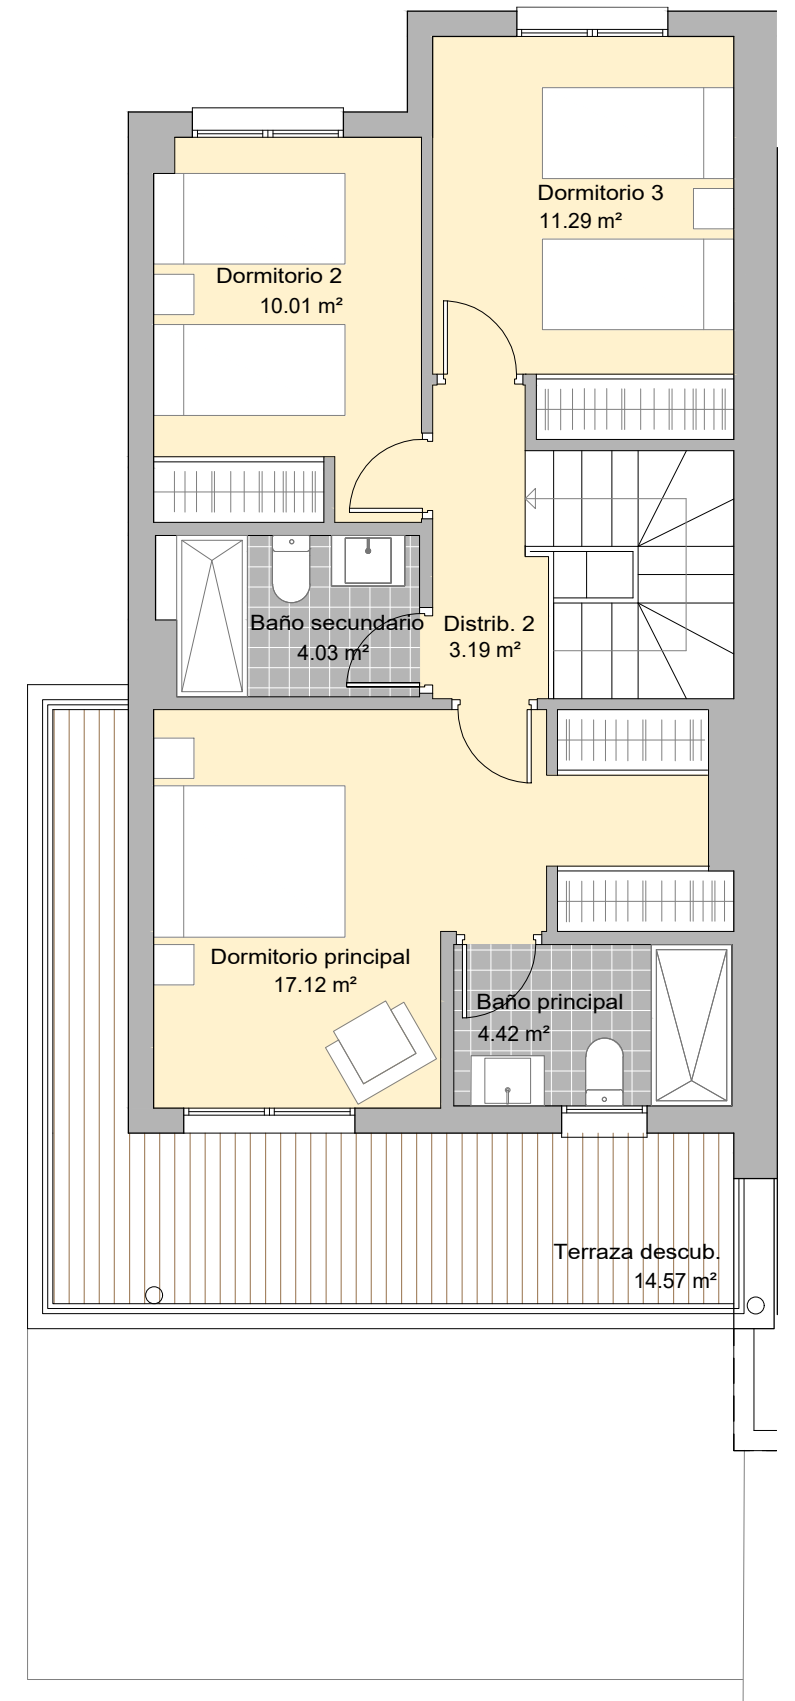 Dormitorio 3
11.29 m²
Dormitorio 2
10.01 m²
Baño secundario
4.03 m²
Distrib. 2
3.19 m²
Dormitorio principal
17.12 m²
Baño principal
4.42 m²
Terraza descub.
14.57 m²